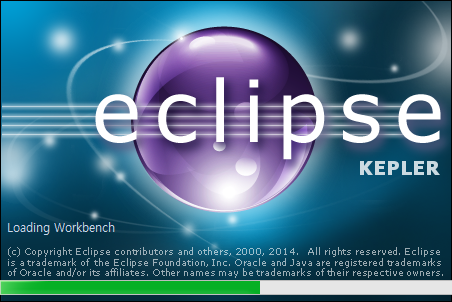 eclipse
KEPLER
Loading Workbench
(c) Copyright Eclipse contributors and others, 2000, 2014.   All rights reserved. Eclipse
is a trademark of the Eclipse Foundation, Inc. Oracle and Java are registered trademarks
of Oracle and/or its affiliates. Other names may be trademarks of their respective owners.